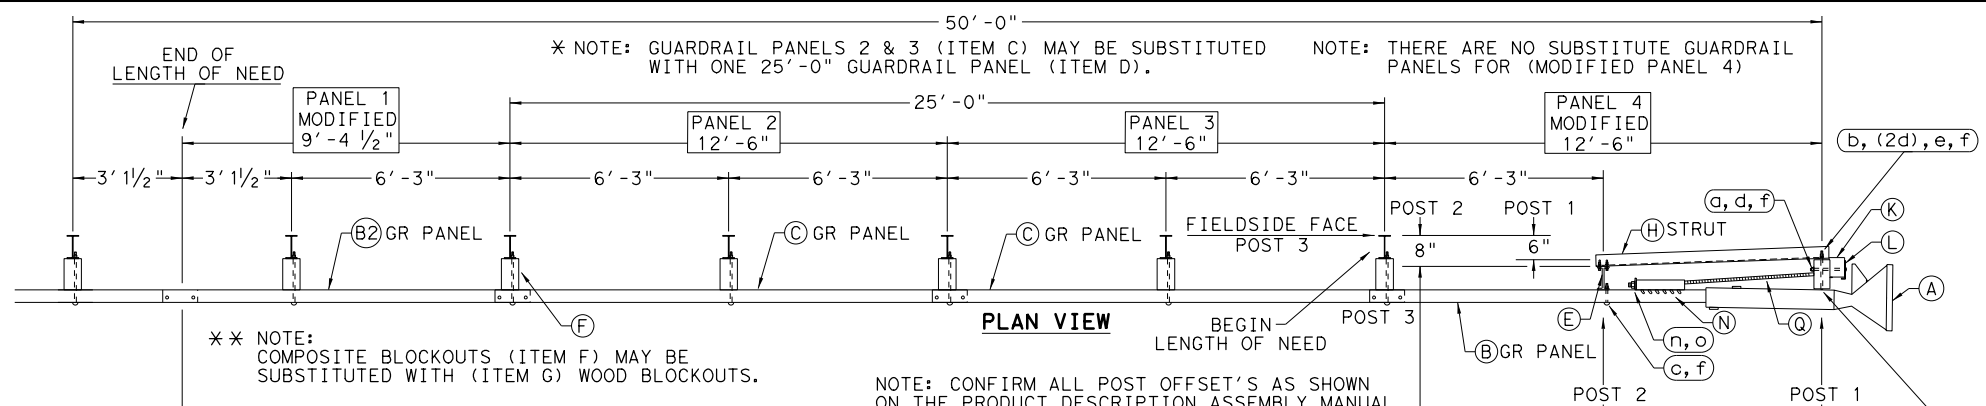 50'-0"
END OF
LENGTH OF NEED
* NOTE: GUARDRAIL PANELS 2 & 3 (ITEM C) MAY BE SUBSTITUTED
WITH ONE 25'-0" GUARDRAIL PANEL (ITEM D).
NOTE: THERE ARE NO SUBSTITUTE GUARDRAIL
PANELS FOR (MODIFIED PANEL 4)
PANEL 1
MODIFIED
9'-4 1/2"
25'-0"
PANEL 2
12'-6"
PANEL 3
12'-6"
PANEL 4
MODIFIED
12'-6"
b, (2d), e, f
3' 1 1/2"
3' 1 1/2"
6'-3"
6'-3"
6'-3"
6'-3"
6'-3"
6'-3"
a, d, f
K
B2 GR PANEL
C GR PANEL
C GR PANEL
FIELDSIDE FACE
POST 3
POST 2
8"
POST 1
6"
H STRUT
L
A
F
PLAN VIEW
BEGIN
LENGTH OF NEED
POST 3
B GR PANEL
E
N
Q
n, o
c, f
** NOTE:
COMPOSITE BLOCKOUTS (ITEM F) MAY BE
SUBSTITUTED WITH (ITEM G) WOOD BLOCKOUTS.
NOTE: CONFIRM ALL POST OFFSET'S AS SHOWN
ON THE PRODUCT DESCRIPTION ASSEMBLY MANUAL
POST 2
POST 1